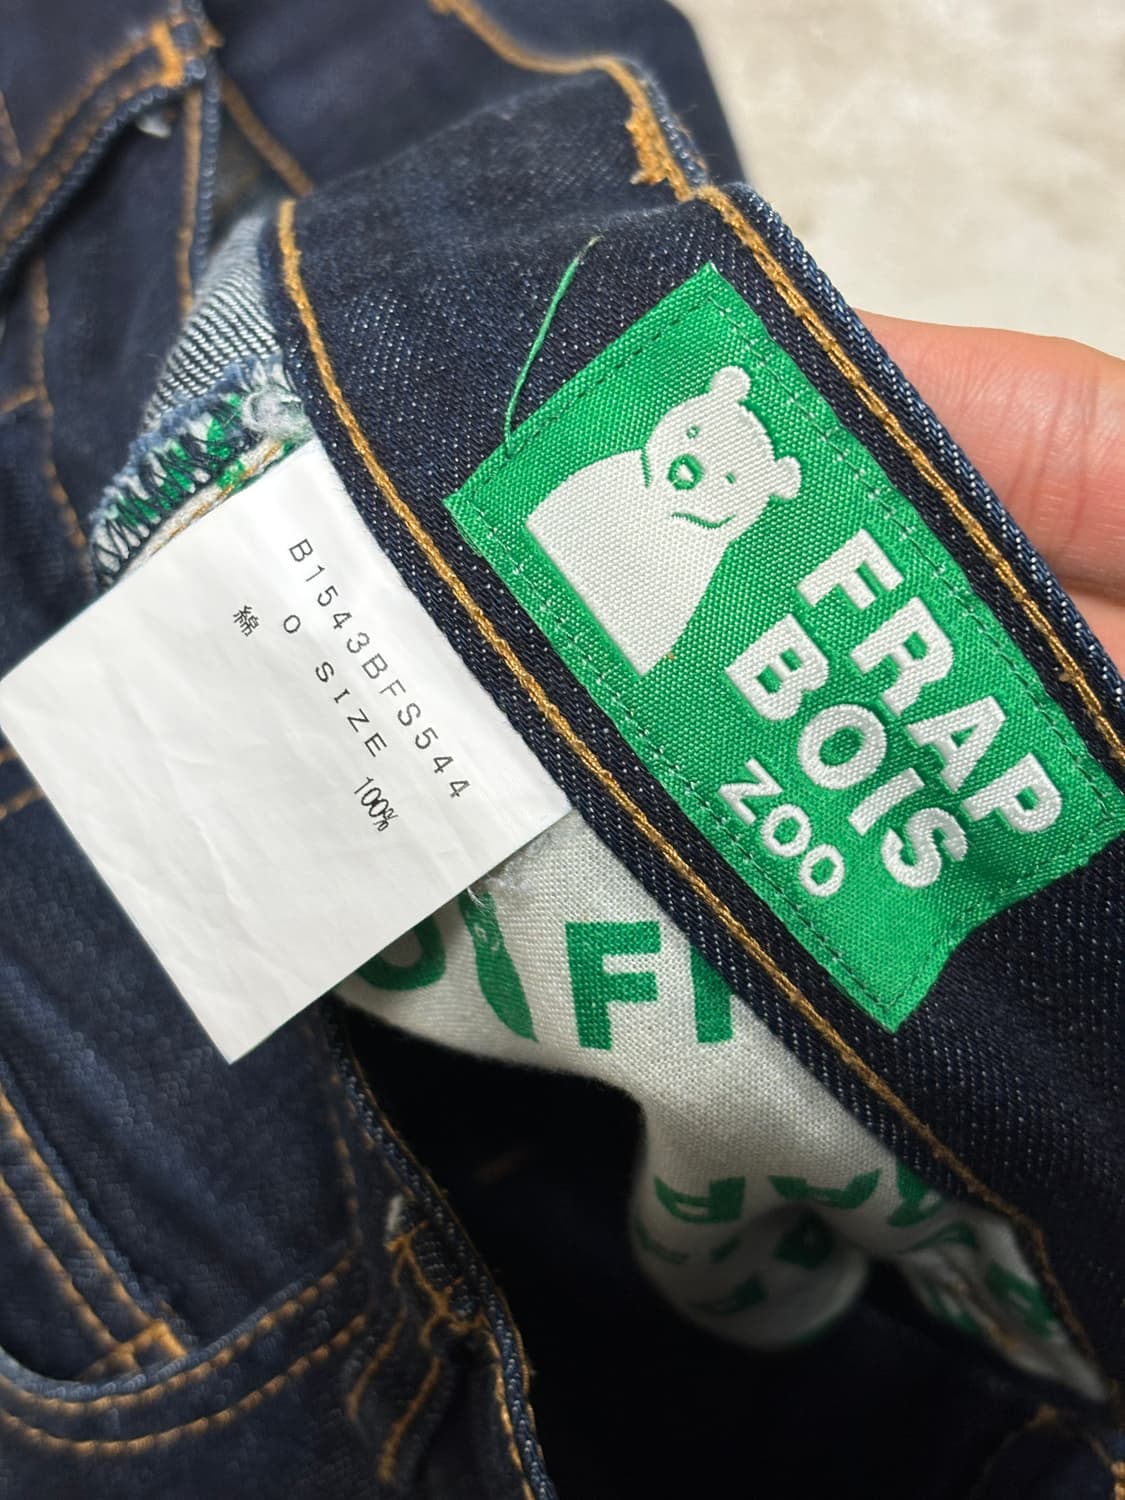 B1543BFS544
0 SIZE
綿 100%
FRAP
BOIS
ZOO